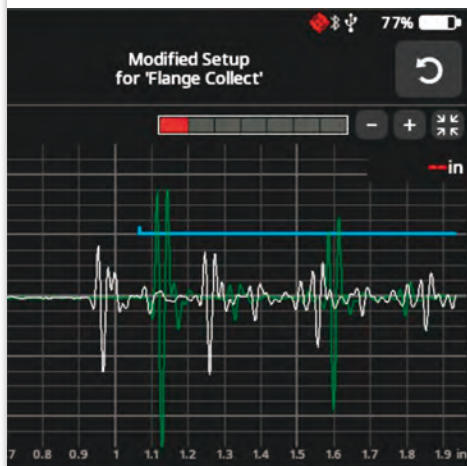 77%
Modified Setup
for 'Flange Collect'
- +
--in
7 0.8 0.9 1 1.1 1.2 1.3 1.4 1.5 1.6 1.7 1.8 1.9 in